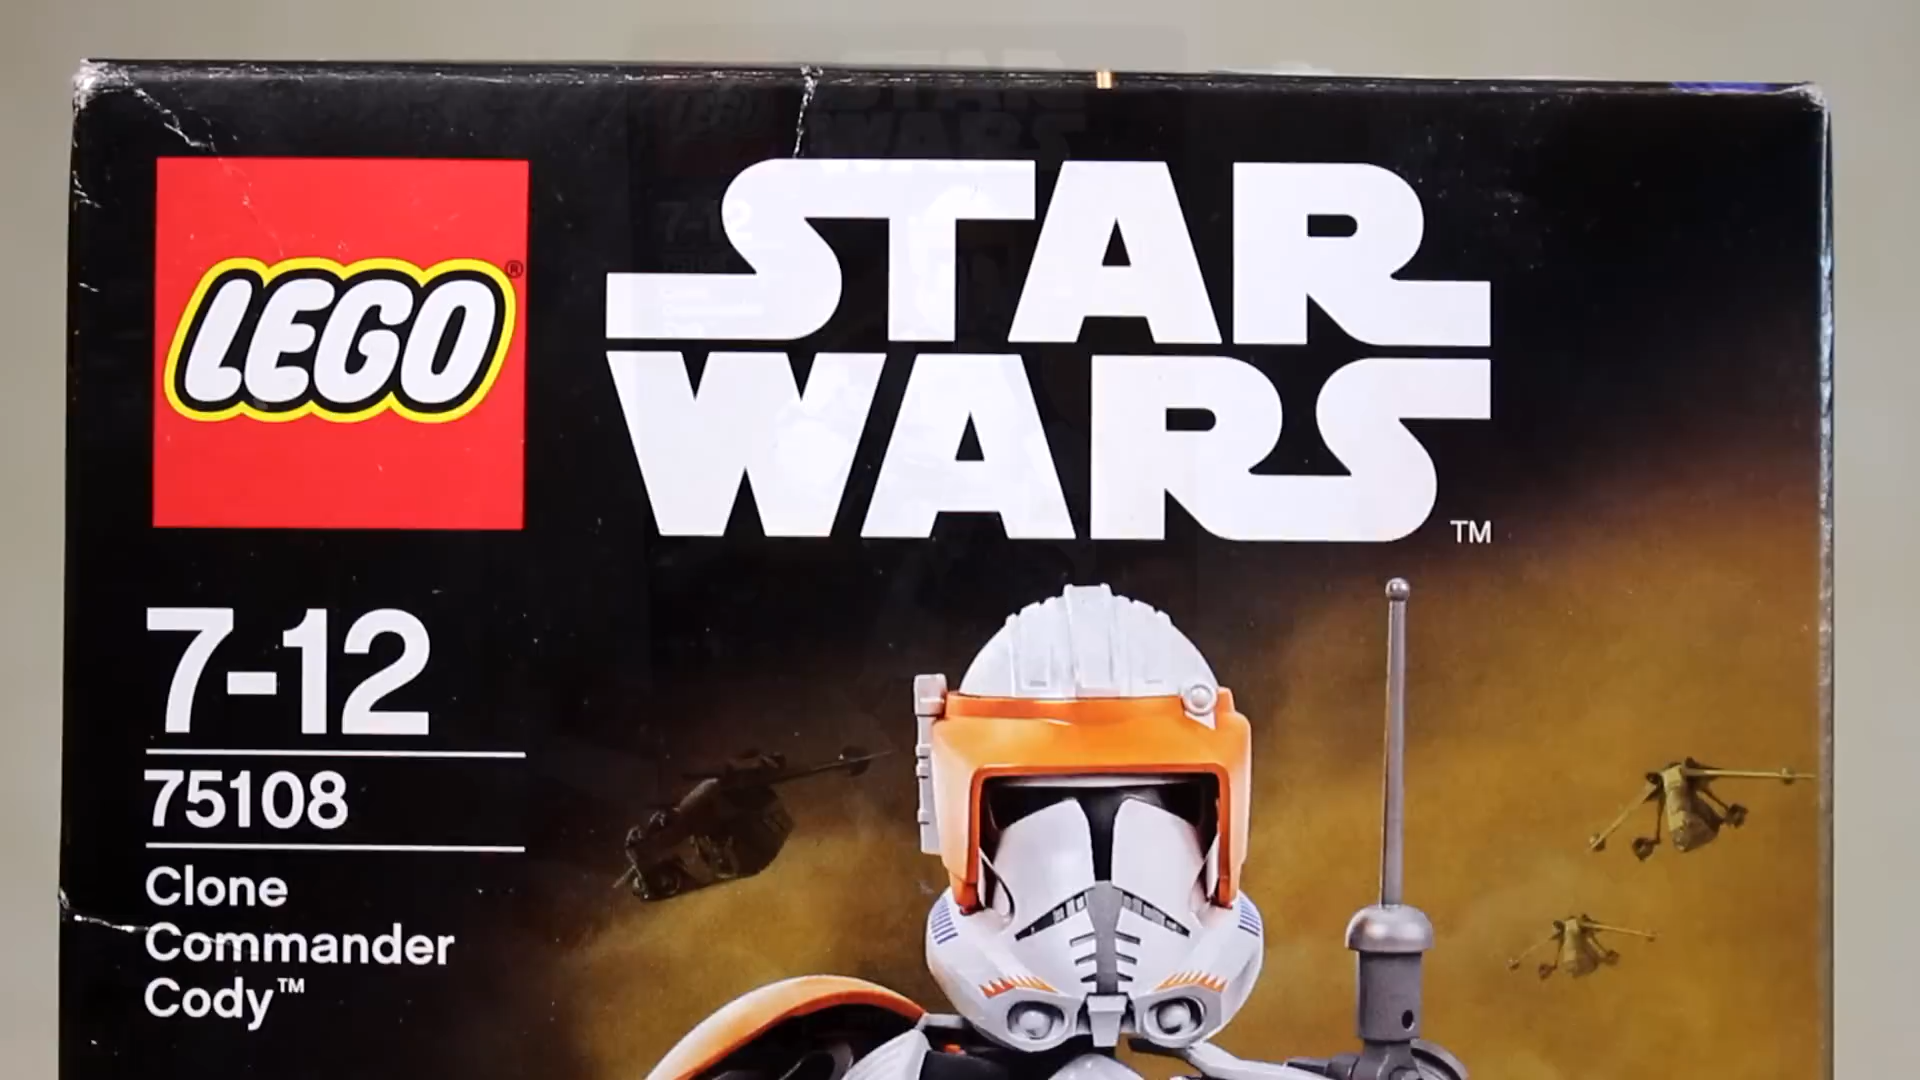 LEGO®
STAR
WARS
TM
7-12
75108
Clone
Commander
Cody™